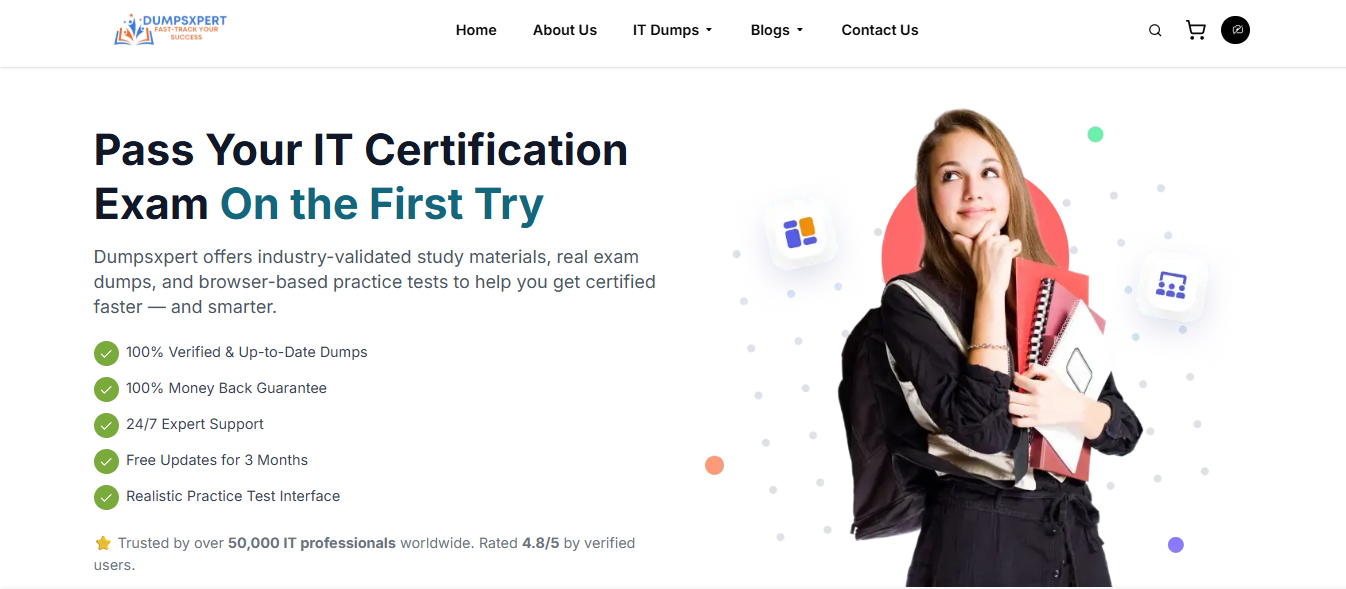 DUMPSXPERT
FAST-TRACK YOUR
SUCCESS
Home
About Us
IT Dumps
Blogs
Contact Us
Pass Your IT Certification
Exam On the First Try
Dumpsxpert offers industry-validated study materials, real exam
dumps, and browser-based practice tests to help you get certified
faster — and smarter.
100% Verified & Up-to-Date Dumps
100% Money Back Guarantee
24/7 Expert Support
Free Updates for 3 Months
Realistic Practice Test Interface
Trusted by over 50,000 IT professionals worldwide. Rated 4.8/5 by verified
users.